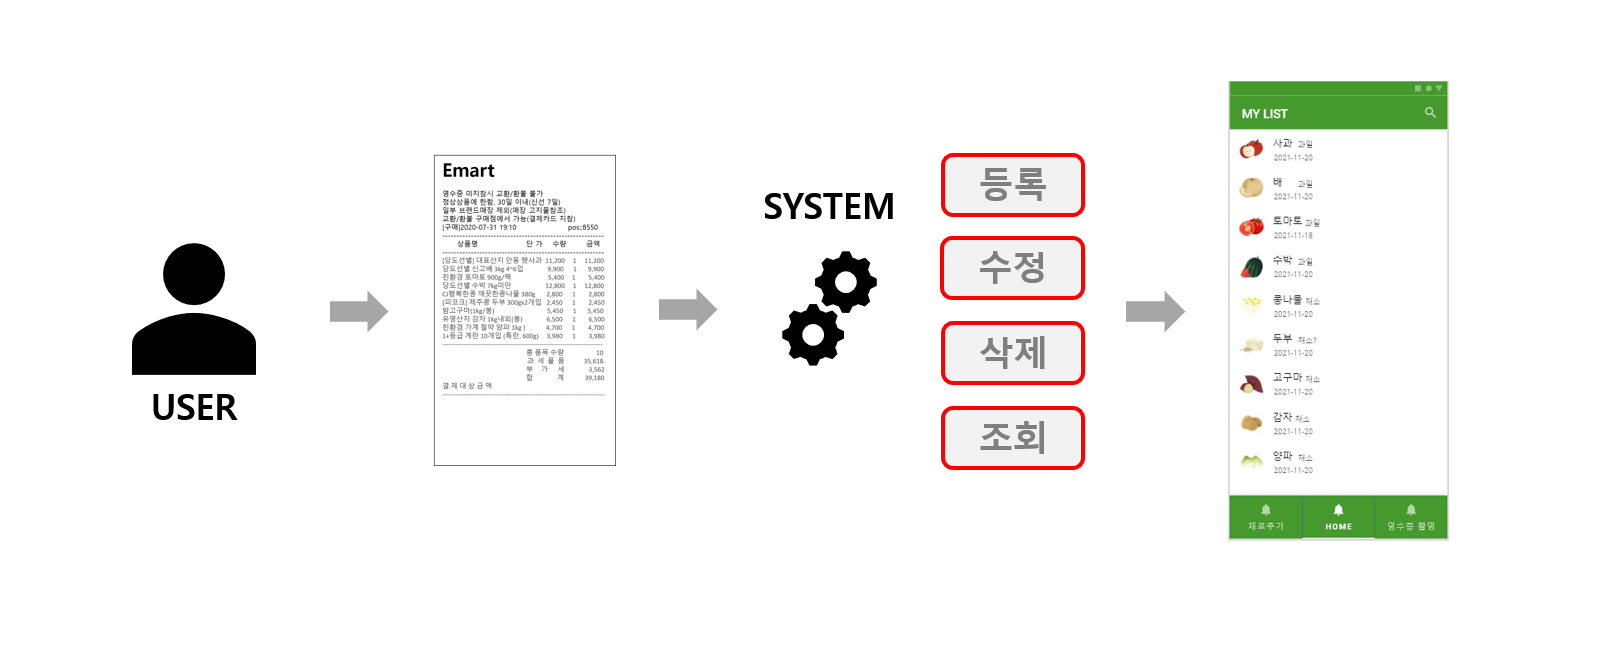 USER
Emart
영수증 미지참시 교환/환불 불가
정상상품에 한함, 30일 이내(신선 7일)
일부 브랜드매장 제외(매장 고지물참조)
교환/환불 구매점에서 가능(결제카드 지참)
[구매]2020-07-31 19:10 pos:;8550
상품명 단 가 수량 금액
[당도선별] 대표산지 안동 햇사과 11,200 1 11,200
당도선별 신고배 3kg 4~6입 9,900 1 9,900
친환경 토마토 900g/팩 5,400 1 5,400
당도선별 수박 7kg미만 12,800 1 12,800
CJ행복한콩 깨끗한콩나물 380g 2,800 1 2,800
[피코크] 제주콩 두부 300gx2개입 2,450 1 2,450
밤고구마(1kg/봉) 5,450 1 5,450
유명산지 감자 1kg내외(봉) 6,500 1 6,500
친환경 가계 절약 양파 1kg ) 4,700 1 4,700
1+등급 계란 10개입 (특란, 600g) 3,980 1 3,980
총 품목 수량 10
과 세 물 품 35,618
부 가 세 3,562
합 계 39,180
결 제 대 상 금 액
SYSTEM
등록
수정
삭제
조회
MY LIST
사과 과일
2021-11-20
배 과일
2021-11-20
토마토 과일
2021-11-18
수박 과일
2021-11-20
콩나물 채소
2021-11-20
두부 채소?
2021-11-20
고구마 채소
2021-11-20
감자 채소
2021-11-20
양파 채소
2021-11-20
재료추가 HOME 영수증 촬영